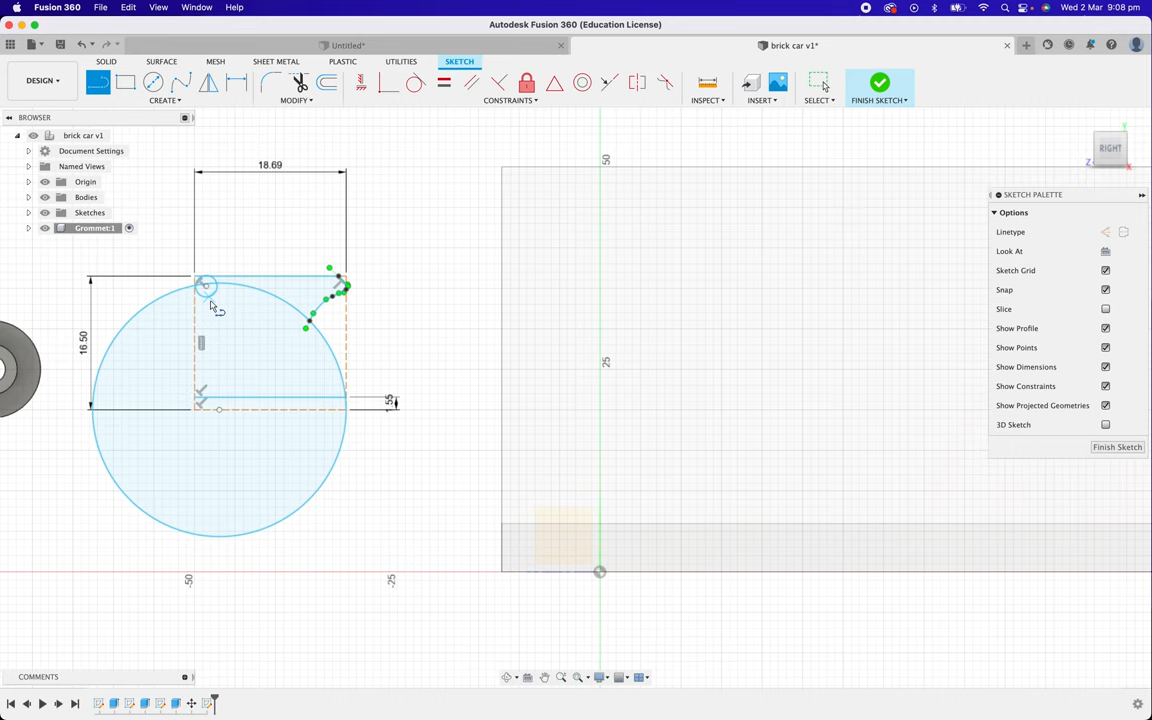 Fusion 360 File Edit View Window Help Wed 2 Mar 9:08 pm
Autodesk Fusion 360 (Education License)
Untitled* brick car v1*
SOLID SURFACE MESH SHEET METAL PLASTIC UTILITIES SKETCH
DESIGN
CREATE MODIFY CONSTRAINTS INSPECT INSERT SELECT FINISH SKETCH
BROWSER
brick car v1
Document Settings
Named Views
Origin
Bodies
Sketches
Grommet:1
RIGHT
Y
Z
X
SKETCH PALETTE
Options
Linetype
Look At
Sketch Grid
Snap
Slice
Show Profile
Show Points
Show Dimensions
Show Constraints
Show Projected Geometries
3D Sketch
Finish Sketch
18.69
16.50
1.55
50
25
-50
-25
COMMENTS